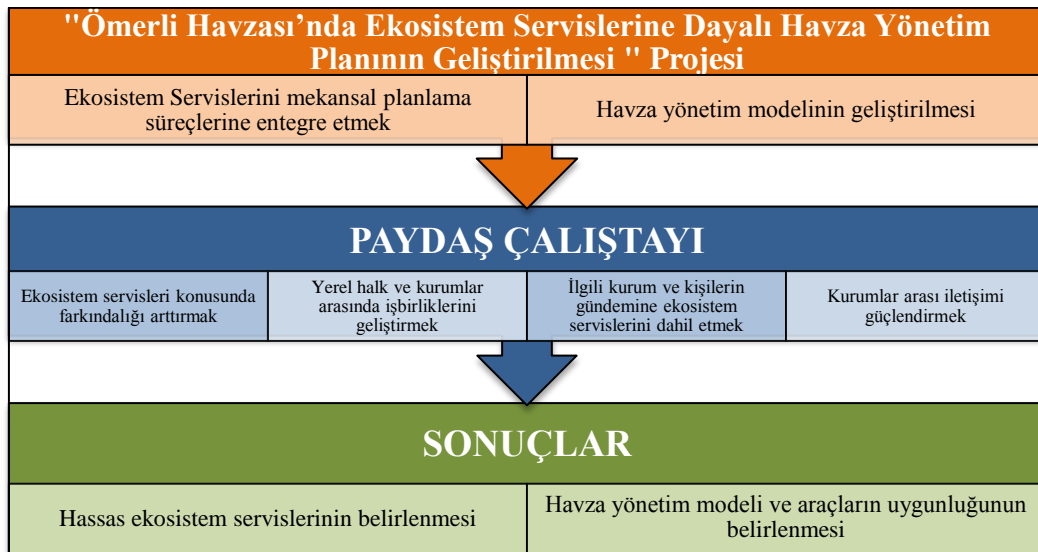 "Ömerli Havzası’nda Ekosistem Servislerine Dayalı Havza Yönetim
Planının Geliştirilmesi " Projesi
Ekosistem Servislerini mekansal planlama
süreçlerine entegre etmek
Havza yönetim modelinin geliştirilmesi
PAYDAŞ ÇALIŞTAYI
Ekosistem servisleri konusunda
farkındalığı arttırmak
Yerel halk ve kurumlar
arasında işbirliklerini
geliştirmek
İlgili kurum ve kişilerin
gündemine ekosistem
servislerini dahil etmek
Kurumlar arası iletişimi
güçlendirmek
SONUÇLAR
Hassas ekosistem servislerinin belirlenmesi
Havza yönetim modeli ve araçların uygunluğunun
belirlenmesi